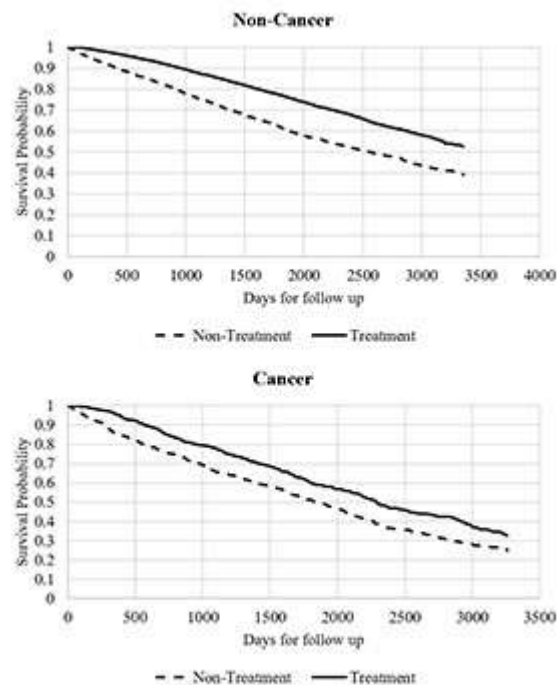 Non-Cancer
1
0.9
0.8
0.7
0.6
0.5
0.4
0.3
0.2
0.1
0
Survival Probability
0 500 1000 1500 2000 2500 3000 3500 4000
Days for follow up
Non-Treatment Treatment
Cancer
1
0.9
0.8
0.7
0.6
0.5
0.4
0.3
0.2
0.1
0
Survival Probability
0 500 1000 1500 2000 2500 3000 3500
Days for follow up
Non-Treatment Treatment